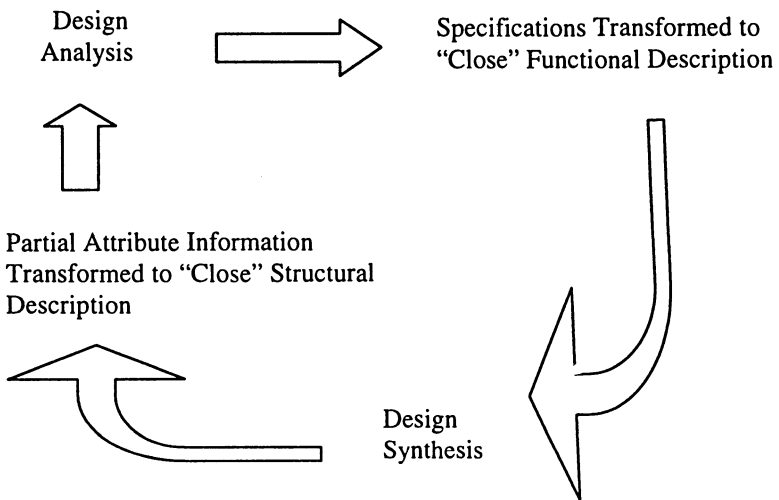 Design
Analysis
Specifications Transformed to
“Close” Functional Description
Partial Attribute Information
Transformed to “Close” Structural
Description
Design
Synthesis